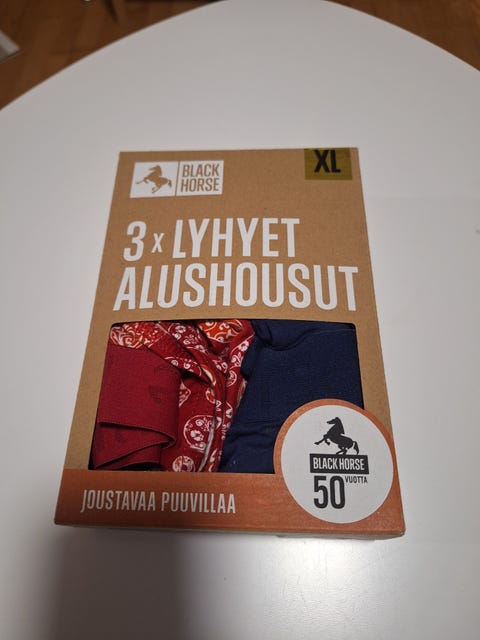 XL
BLACK
HORSE
3 x LYHYET
ALUSHOUSUT
BLACK HORSE
50 VUOTTA
JOUSTAVAA PUUVILLAA